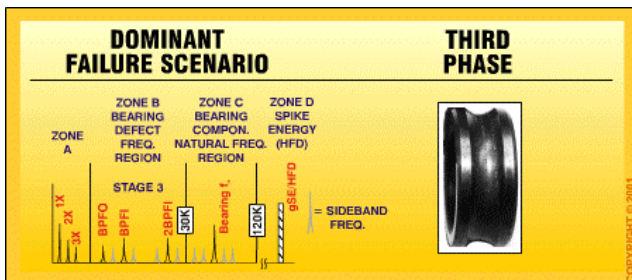 DOMINANT
FAILURE SCENARIO
THIRD
PHASE
ZONE
A
ZONE B
BEARING
DEFECT
FREQ.
REGION
ZONE C
BEARING
COMPON.
NATURAL FREQ.
REGION
ZONE D
SPIKE
ENERGY
(HFD)
STAGE 3
1X
2X
3X
BPFO
BPFI
2BPFI
30K
Bearing fn
120K
gSE/HFD
= SIDEBAND
FREQ.
COPYRIGHT © 2001